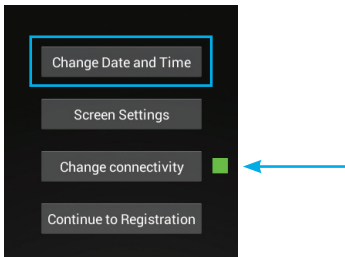 Change Date and Time
Screen Settings
Change connectivity
Continue to Registration